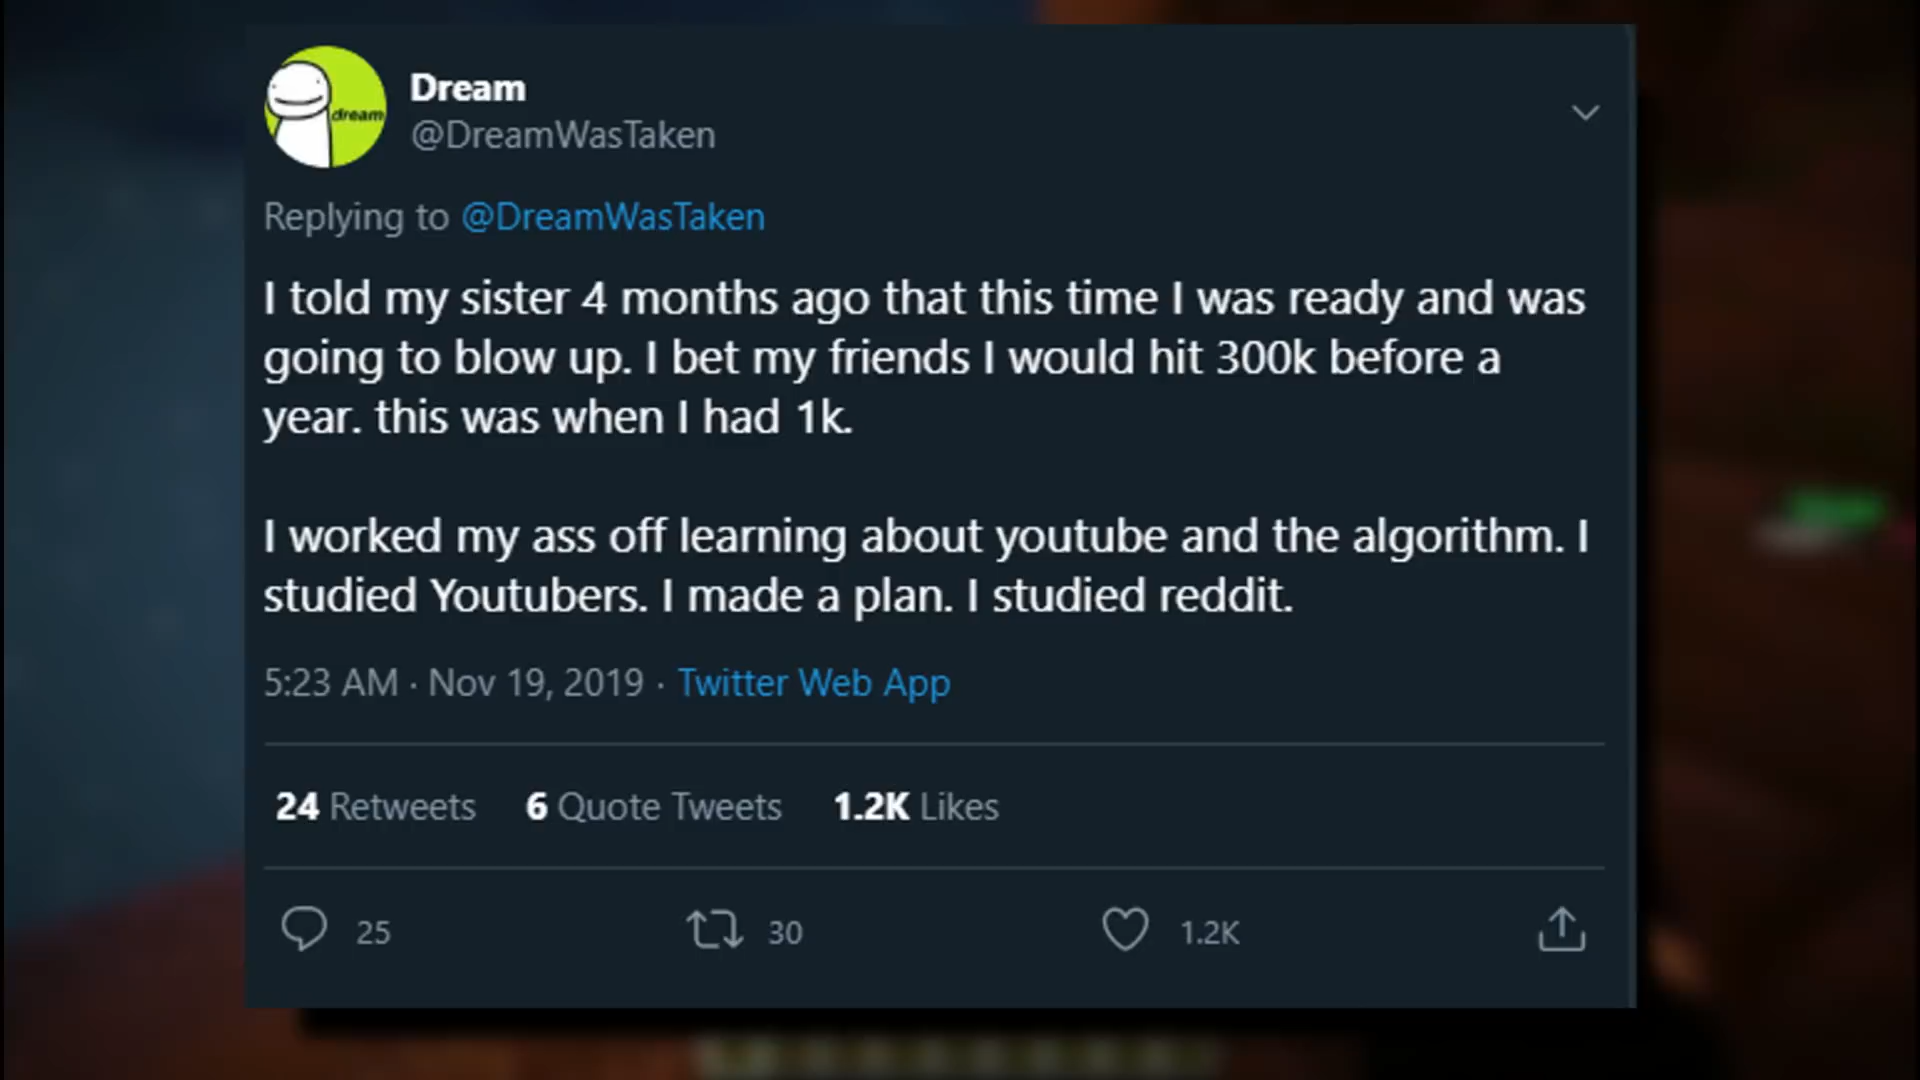 dream
Dream
@DreamWasTaken
Replying to @DreamWasTaken
I told my sister 4 months ago that this time I was ready and was
going to blow up. I bet my friends I would hit 300k before a
year. this was when I had 1k.
I worked my ass off learning about youtube and the algorithm. I
studied Youtubers. I made a plan. I studied reddit.
5:23 AM · Nov 19, 2019 · Twitter Web App
24 Retweets 6 Quote Tweets 1.2K Likes
25 30 1.2K